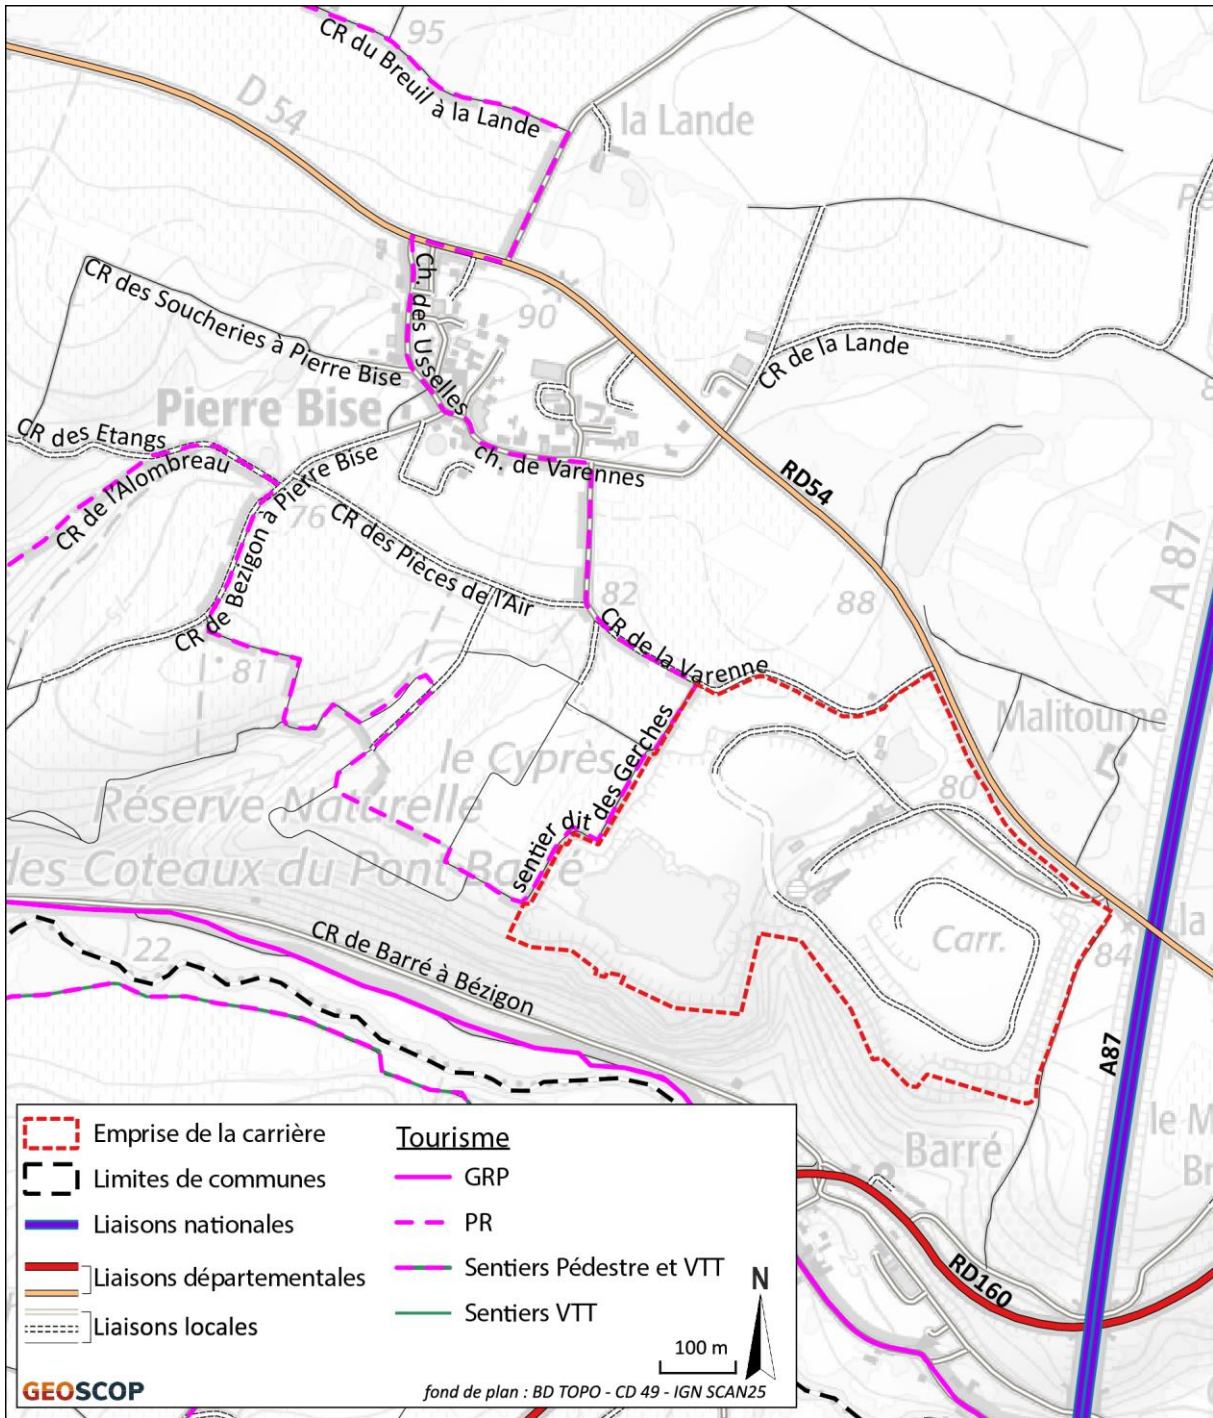 95
CR du Breuil à la Lande
D 54
la Lande
CR des Soucheries à Pierre Bise
Ch. des Usselles
90
CR de la Lande
Pierre Bise
CR des Etangs
CR de l'Alombreau
ch. de Varennes
RD54
CR de Bezigon à Pierre Bise
76
CR des Pièces de l'Air
A 87
82
88
CR de la Varenne
81
Malitourne
le Cyprès
sentier dit des Gerches
80
Réserve Naturelle
des Coteaux du Pont Barré
CR de Barré à Bézigon
22
Carr.
la
84
A87
Barré
le M
Br
RD160
Emprise de la carrière
Limites de communes
Liaisons nationales
Liaisons départementales
Liaisons locales
Tourisme
GRP
PR
Sentiers Pédestre et VTT
Sentiers VTT
N
100 m
GEOSCOP
fond de plan : BD TOPO - CD 49 - IGN SCAN25